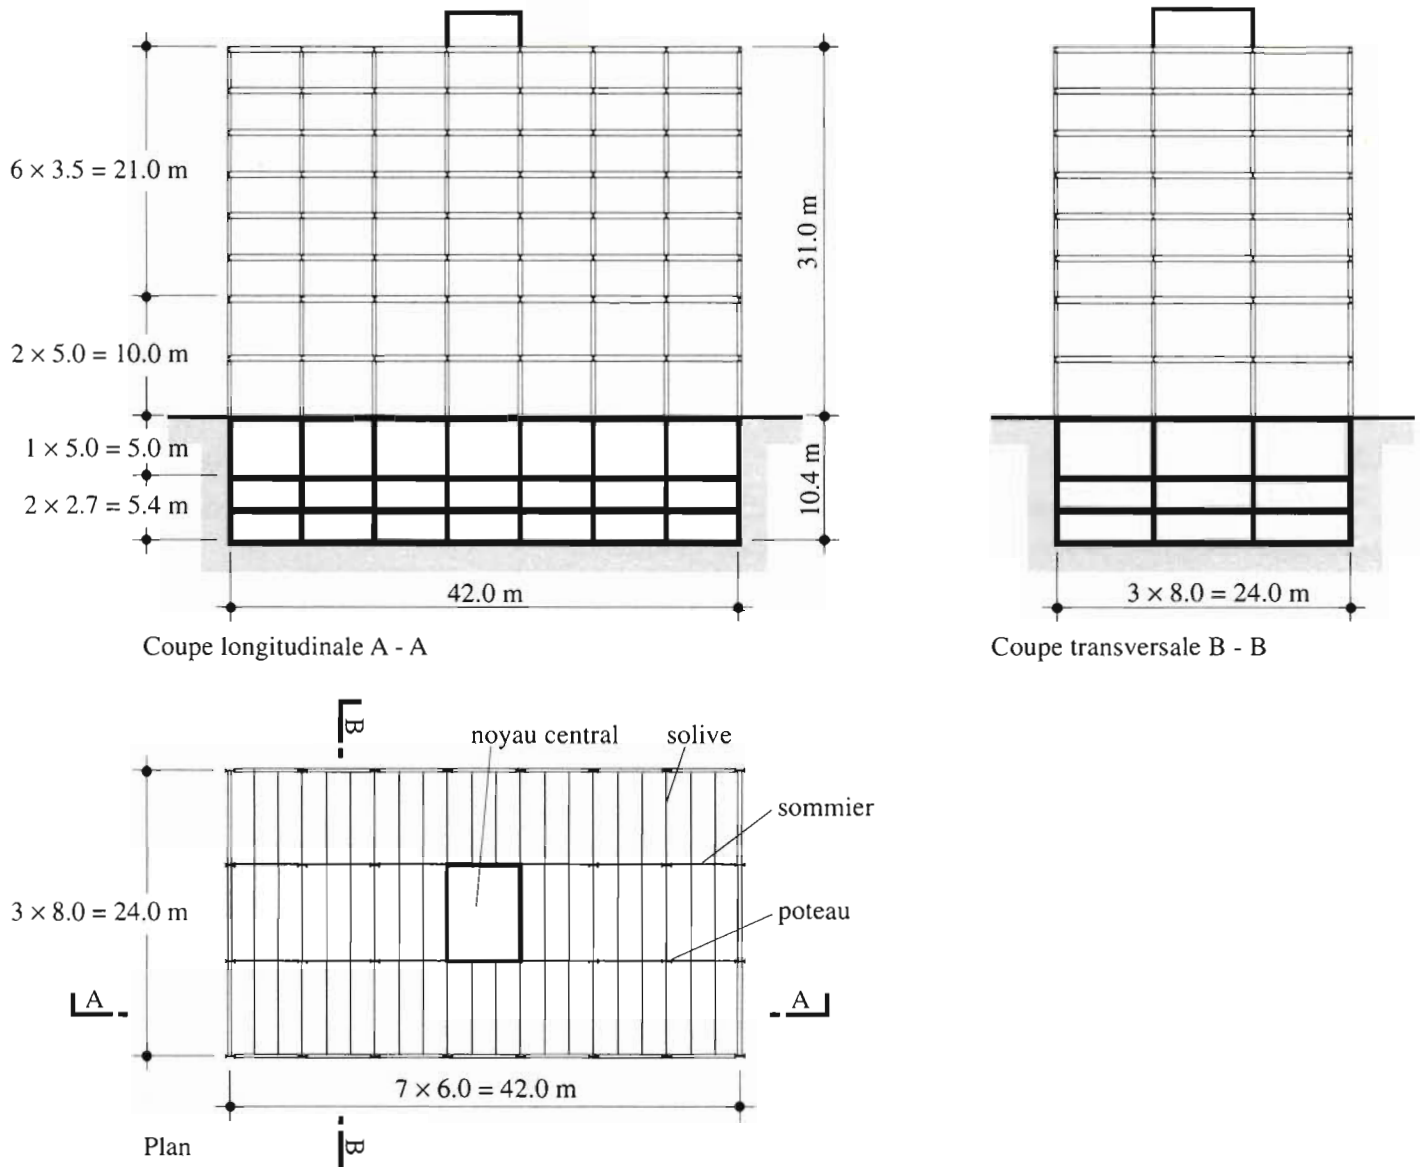 6 × 3.5 = 21.0 m
31.0 m
2 × 5.0 = 10.0 m
1 × 5.0 = 5.0 m
10.4 m
2 × 2.7 = 5.4 m
42.0 m
3 × 8.0 = 24.0 m
Coupe longitudinale A - A
Coupe transversale B - B
B
noyau central
solive
sommier
3 × 8.0 = 24.0 m
poteau
A
A
7 × 6.0 = 42.0 m
Plan
B